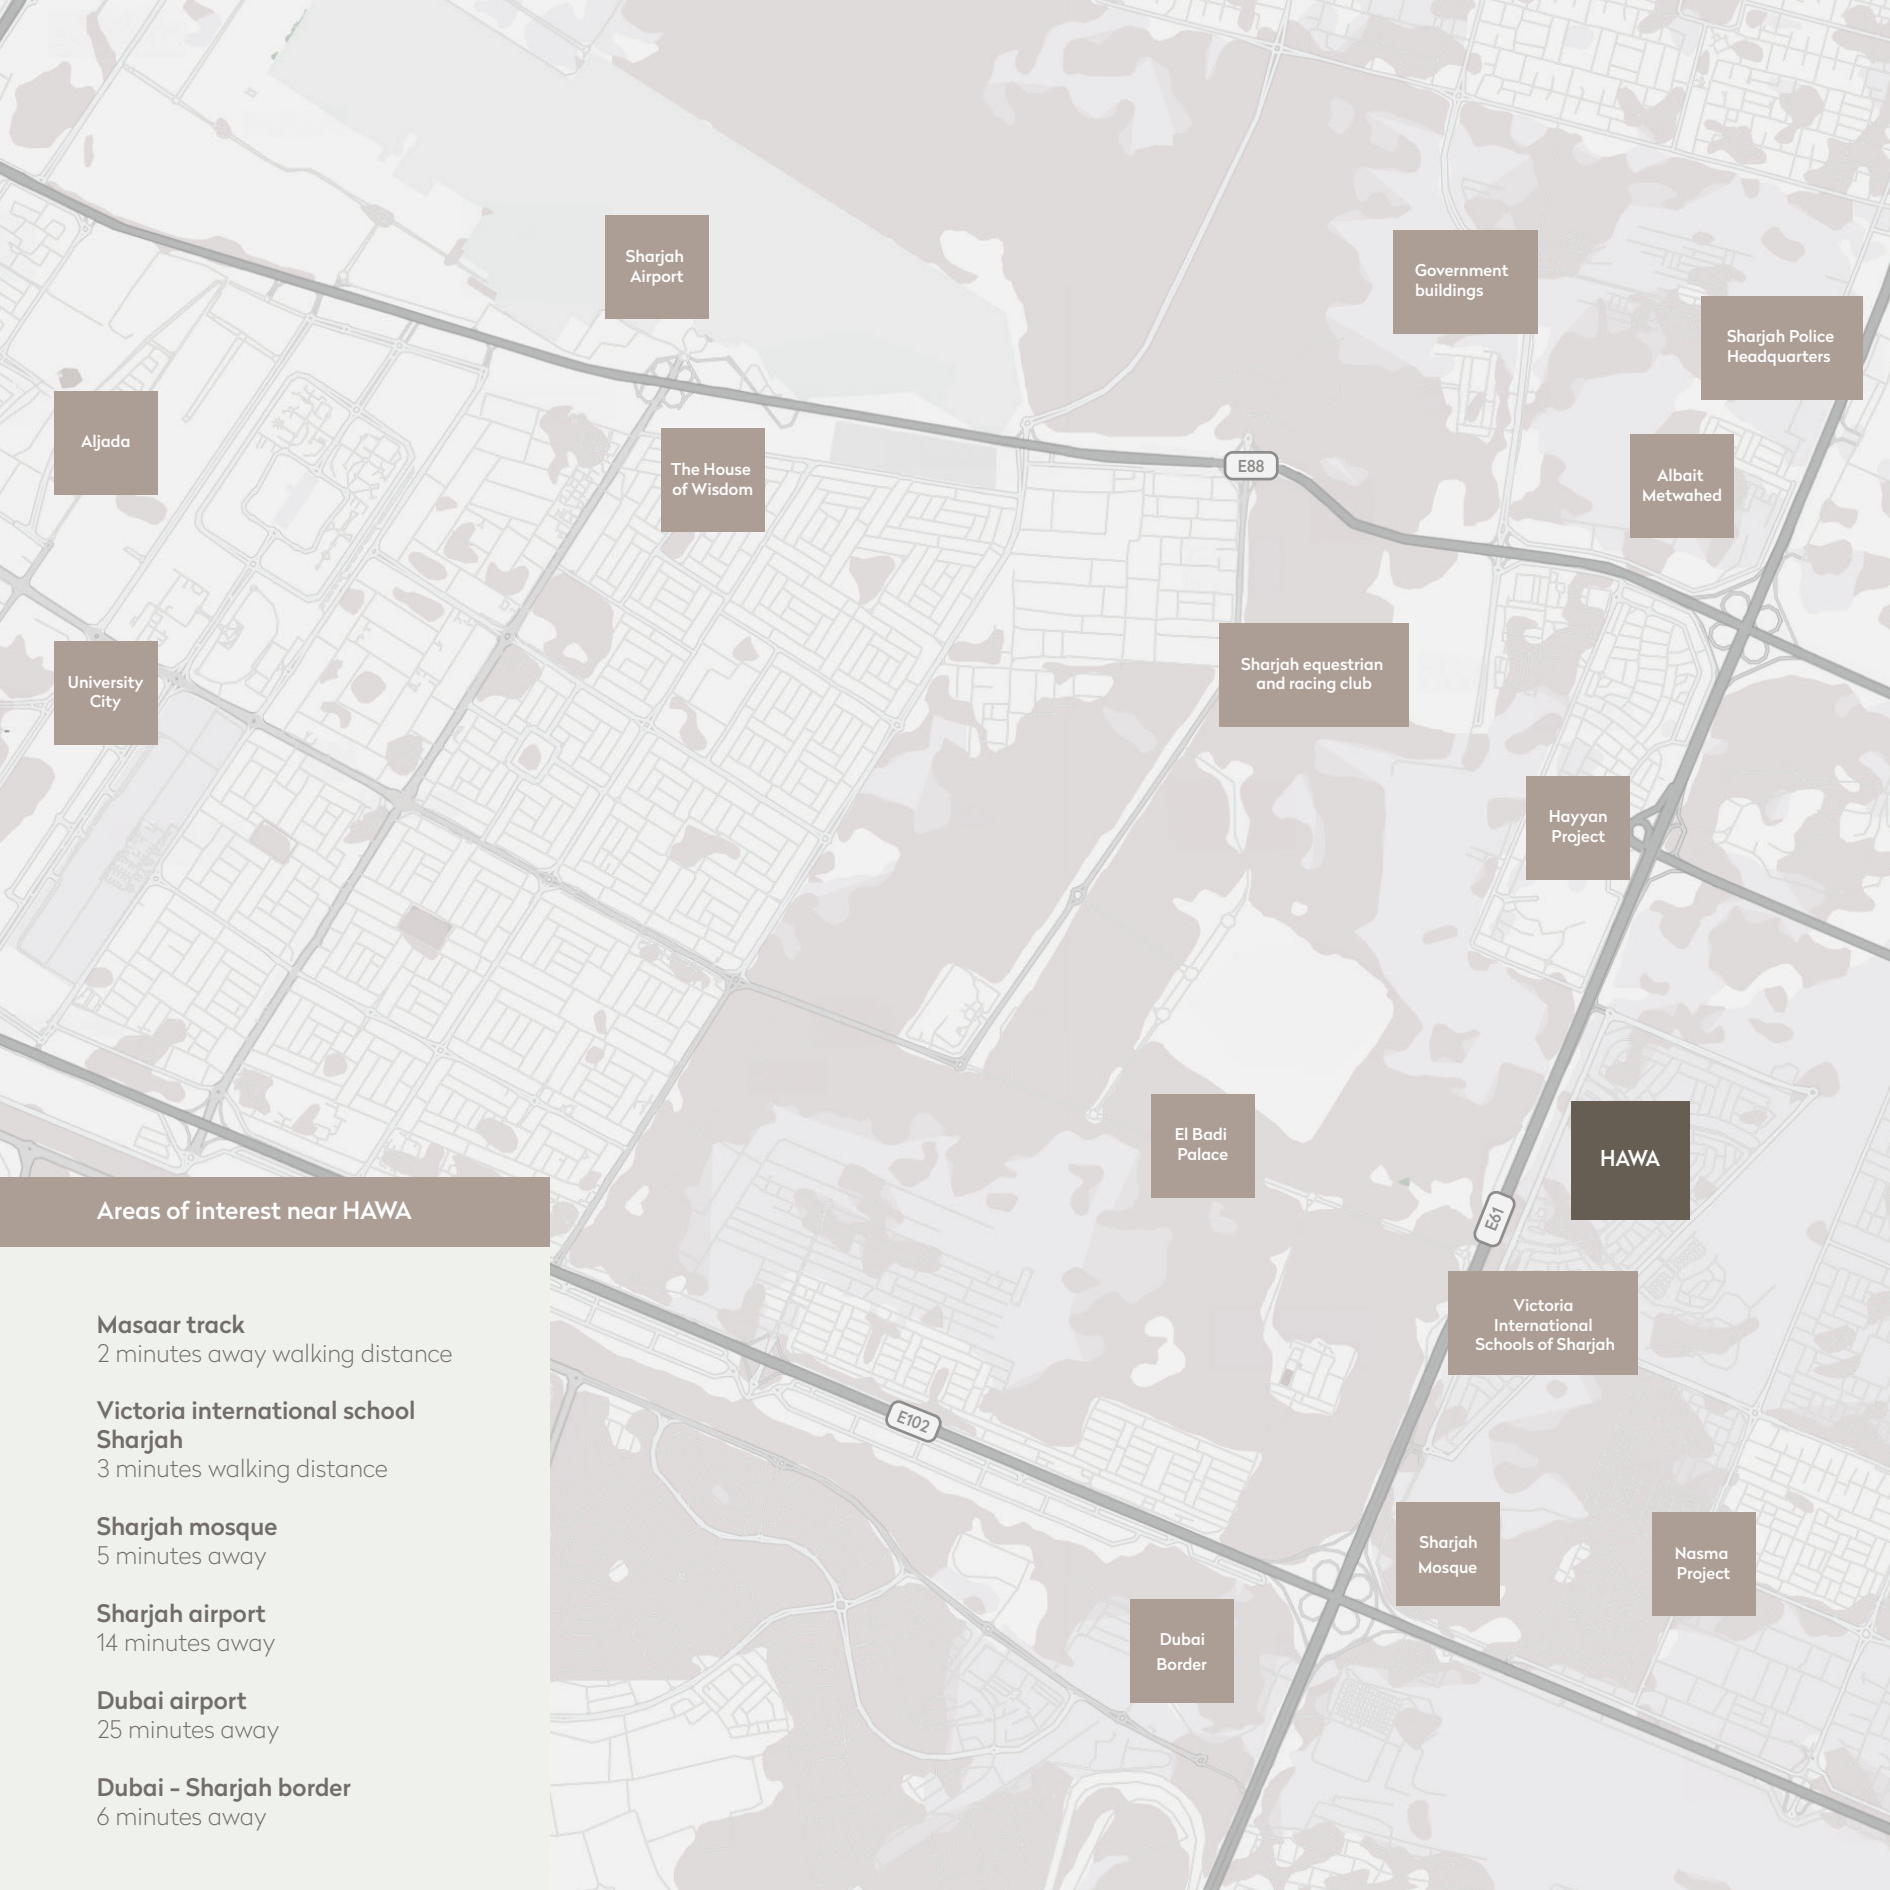 Sharjah
Airport
Government
buildings
Sharjah Police
Headquarters
Aljada
The House
of Wisdom
E88
Albait
Metwahed
University
City
Sharjah equestrian
and racing club
Hayyan
Project
El Badi
Palace
HAWA
E61
Victoria
International
Schools of Sharjah
E102
Sharjah
Mosque
Nasma
Project
Dubai
Border
Areas of interest near HAWA
Masaar track
2 minutes away walking distance
Victoria international school
Sharjah
3 minutes walking distance
Sharjah mosque
5 minutes away
Sharjah airport
14 minutes away
Dubai airport
25 minutes away
Dubai - Sharjah border
6 minutes away